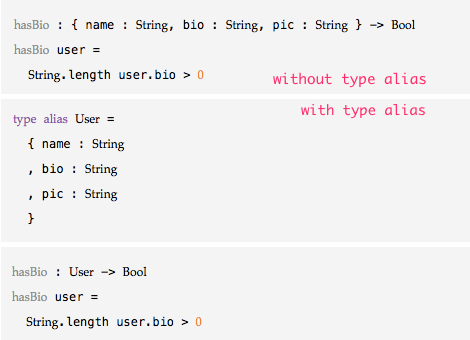 hasBio : { name : String, bio : String, pic : String } -> Bool
hasBio user =
String.length user.bio > 0
without type alias
with type alias
type alias User =
{ name : String
, bio : String
, pic : String
}
hasBio : User -> Bool
hasBio user =
String.length user.bio > 0